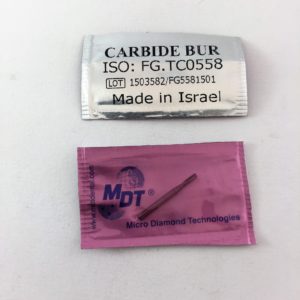 CARBIDE BUR
ISO: FG.TC0558
LOT 1503582/FG5581501
Made in Israel
MDT®
Micro Diamond Technologies